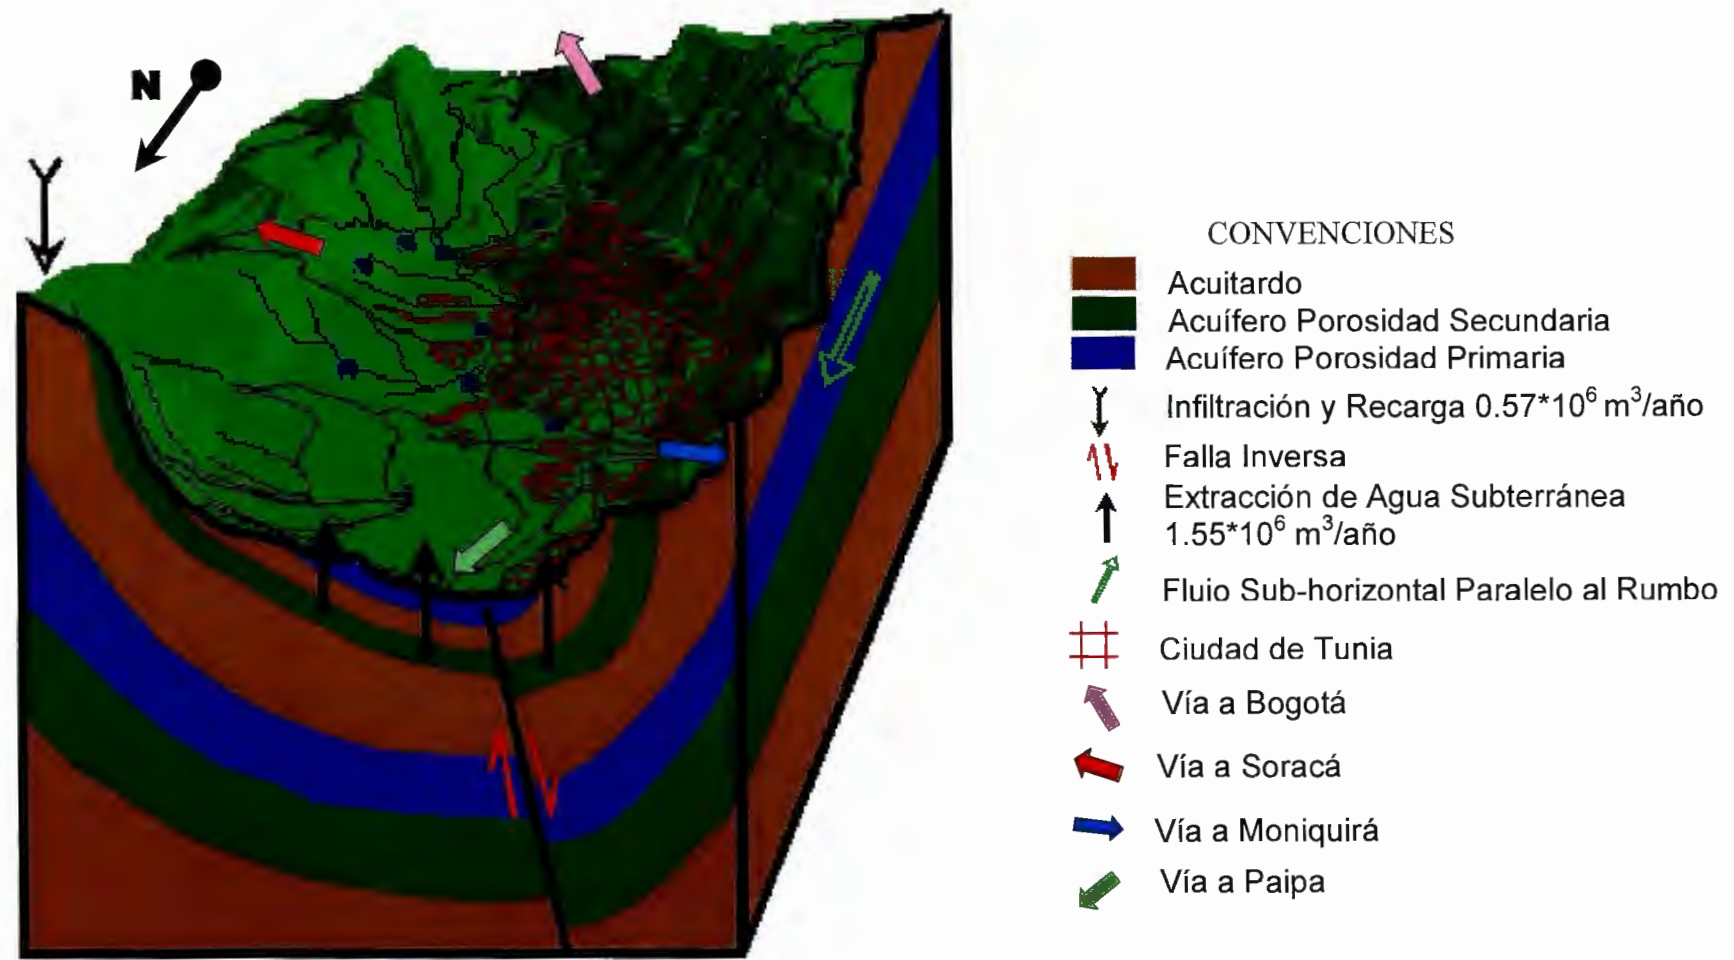 N
CONVENCIONES
Acuitardo
Acuífero Porosidad Secundaria
Acuífero Porosidad Primaria
Infiltración y Recarga 0.57*10⁶ m³/año
Falla Inversa
Extracción de Agua Subterránea
1.55*10⁶ m³/año
Fluio Sub-horizontal Paralelo al Rumbo
Ciudad de Tunia
Vía a Bogotá
Vía a Soracá
Vía a Moniquirá
Vía a Paipa